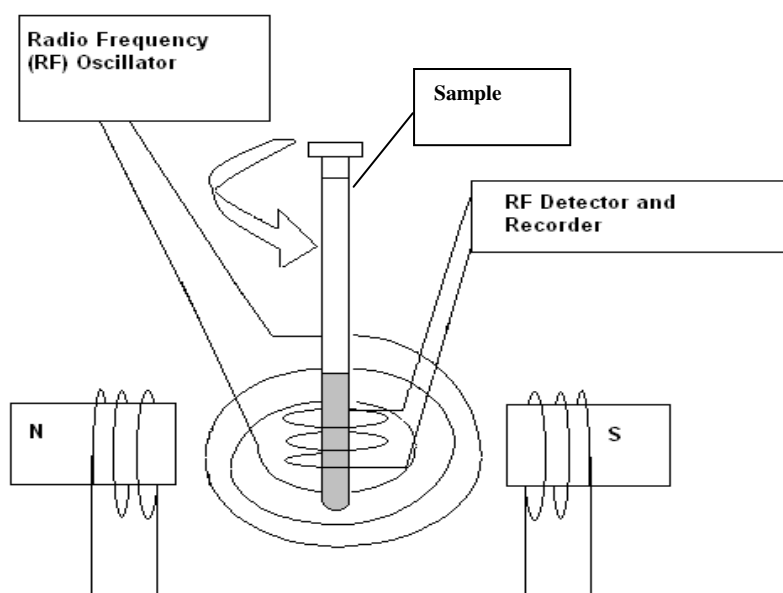 Radio Frequency
(RF) Oscillator
Sample
RF Detector and
Recorder
N
S